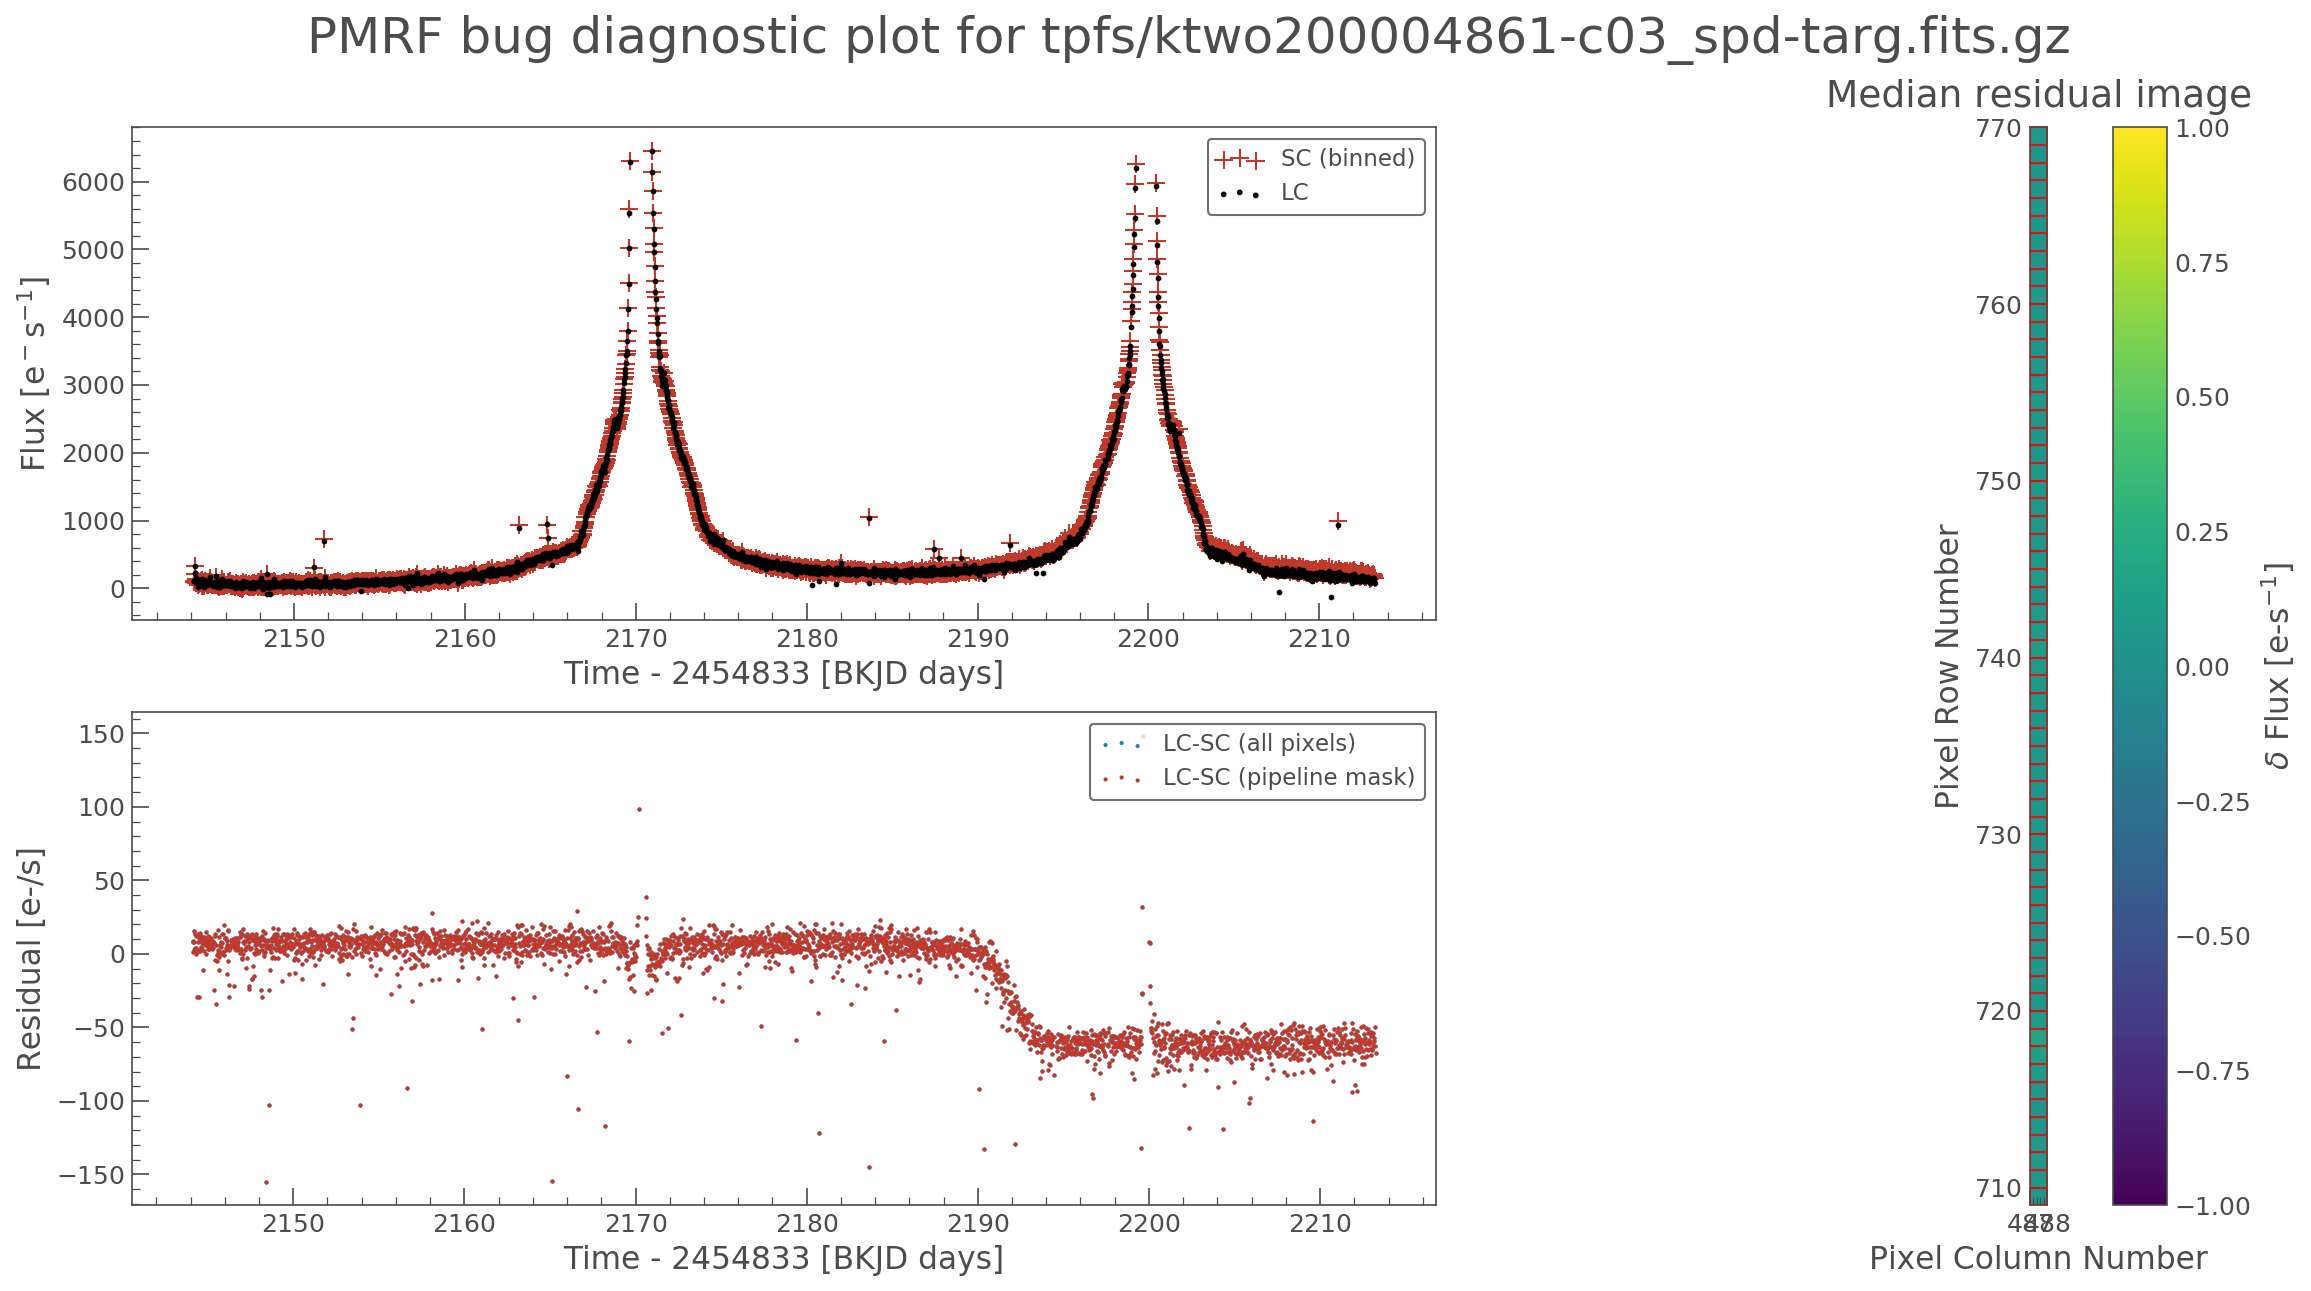 PMRF bug diagnostic plot for tpfs/ktwo200004861-c03_spd-targ.fits.gz
Flux [e⁻ s⁻¹]
6000
5000
4000
3000
2000
1000
0
SC (binned)
LC
2150 2160 2170 2180 2190 2200 2210
Time - 2454833 [BKJD days]
Residual [e-/s]
150
100
50
0
−50
−100
−150
LC-SC (all pixels)
LC-SC (pipeline mask)
2150 2160 2170 2180 2190 2200 2210
Time - 2454833 [BKJD days]
Median residual image
Pixel Row Number
770
760
750
740
730
720
710
487 488
Pixel Column Number
1.00
0.75
0.50
0.25
0.00
−0.25
−0.50
−0.75
−1.00
δ Flux [e-s⁻¹]